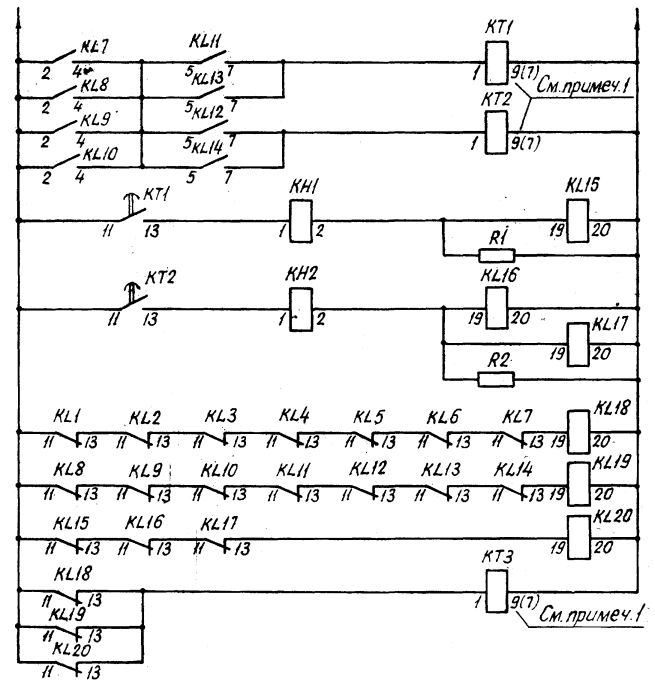 KL7 KL11 KT1
2 4 5 7 1 9(7)
KL8 KL13 См. примеч. 1
2 4 5 7
KL9 KL12 KT2
2 4 5 7 1 9(7)
KL10 KL14
2 4 5 7
KT1 KH1 KL15
11 13 1 2 19 20
R1
KT2 KH2 KL16
11 13 1 2 19 20
KL17
19 20
R2
KL1 KL2 KL3 KL4 KL5 KL6 KL7 KL18
11 13 11 13 11 13 11 13 11 13 11 13 11 13 19 20
KL8 KL9 KL10 KL11 KL12 KL13 KL14 KL19
11 13 11 13 11 13 11 13 11 13 11 13 11 13 19 20
KL15 KL16 KL17 KL20
11 13 11 13 11 13 19 20
KL18 KT3
11 13 1 9(7)
KL19 См. примеч. 1
11 13
KL20
11 13